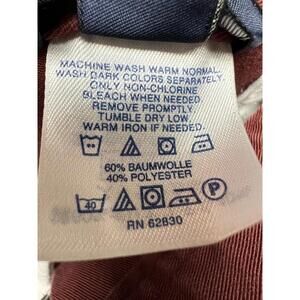 MACHINE WASH WARM NORMAL.
WASH DARK COLORS SEPARATELY.
ONLY NON-CHLORINE
BLEACH WHEN NEEDED.
REMOVE PROMPTLY.
TUMBLE DRY LOW.
WARM IRON IF NEEDED.
60% BAUMWOLLE
40% POLYESTER
40 P
RN 62830